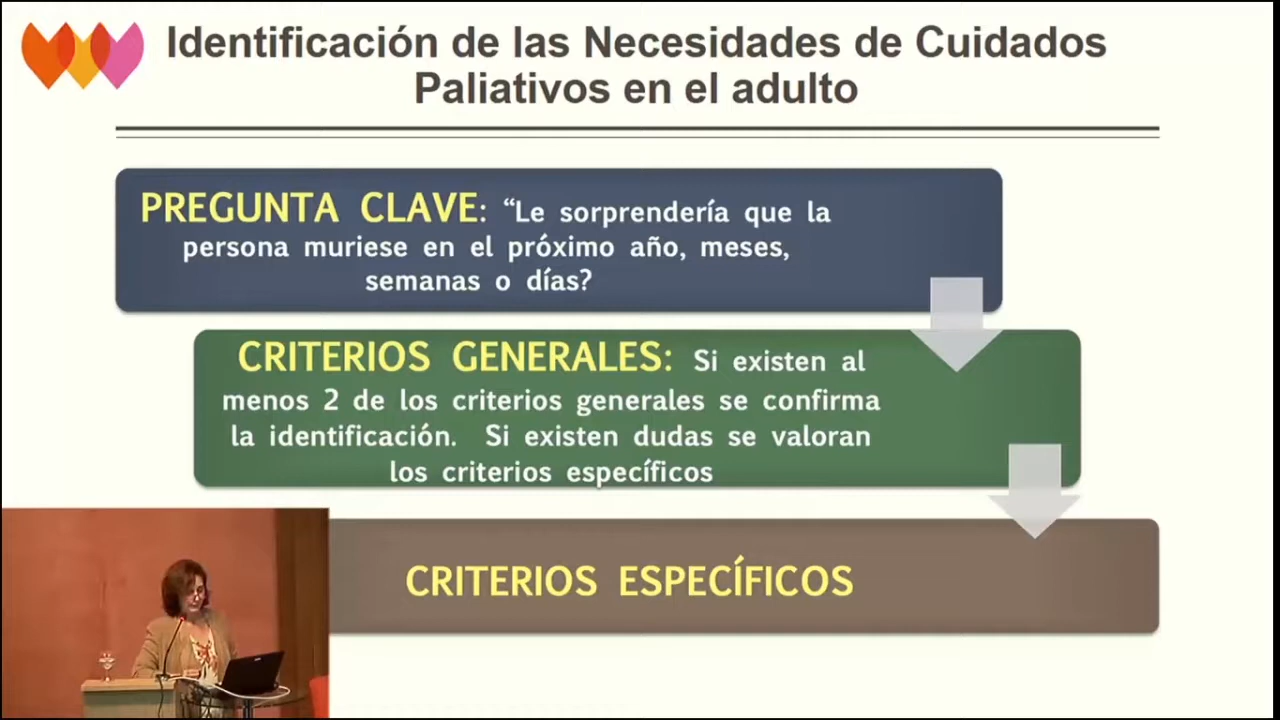 Identificación de las Necesidades de Cuidados
Paliativos en el adulto
PREGUNTA CLAVE: “Le sorprendería que la
persona muriese en el próximo año, meses,
semanas o días?
CRITERIOS GENERALES: Si existen al
menos 2 de los criterios generales se confirma
la identificación. Si existen dudas se valoran
los criterios específicos
CRITERIOS ESPECÍFICOS